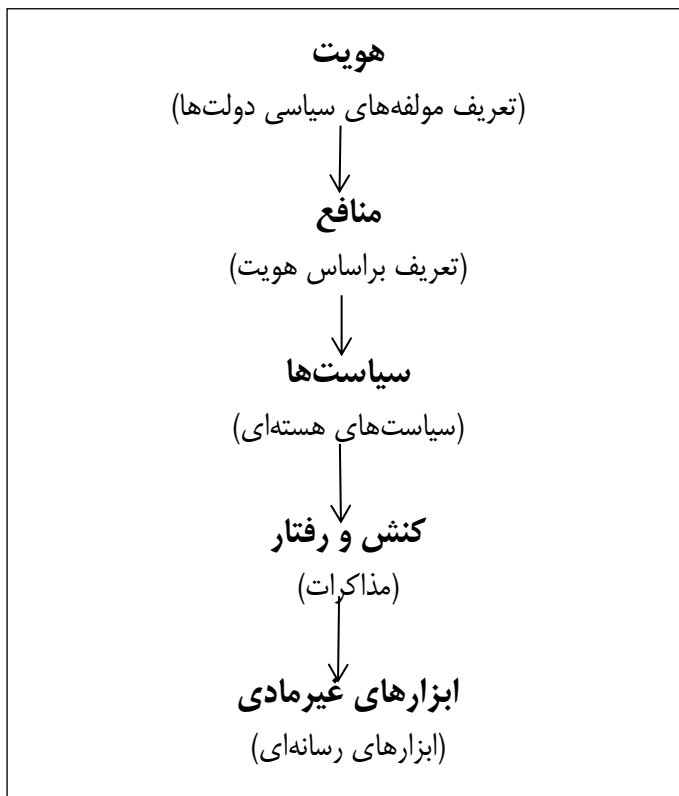 هویت
(تعریف مولفه‌های سیاسی دولت‌ها)
منافع
(تعریف براساس هویت)
سیاست‌ها
(سیاست‌های هسته‌ای)
کنش و رفتار
(مذاکرات)
ابزارهای غیرمادی
(ابزارهای رسانه‌ای)